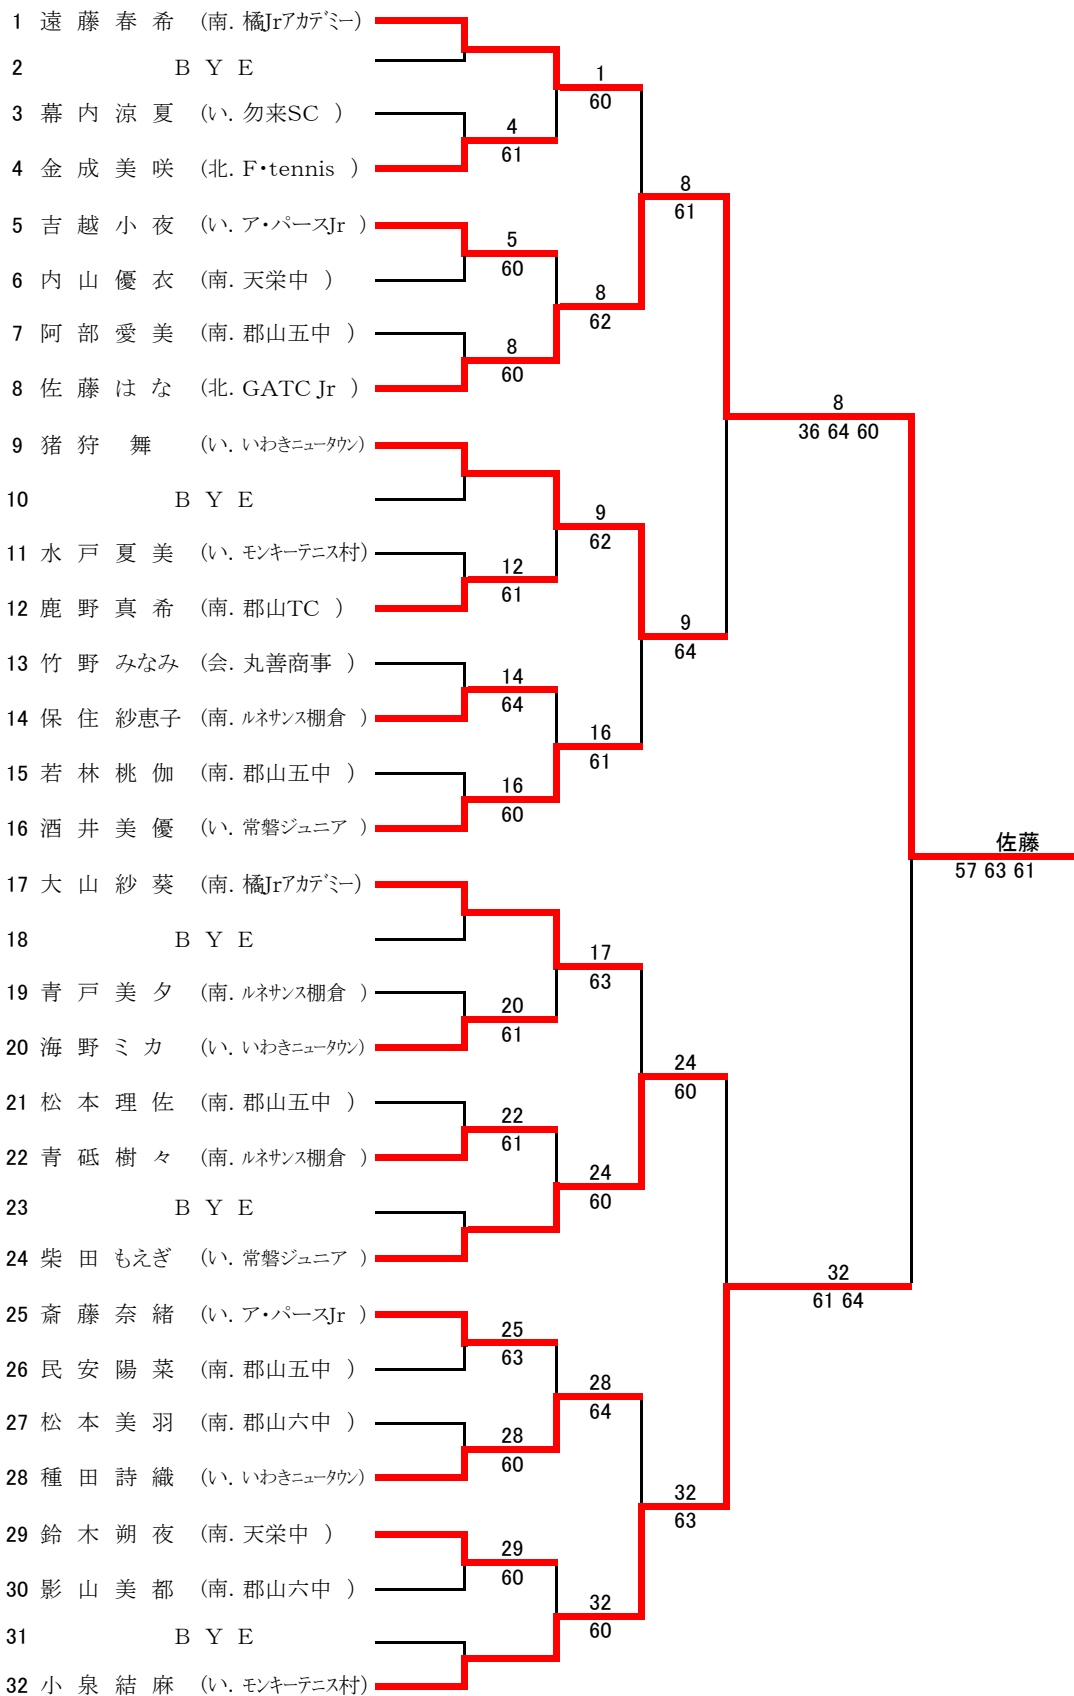 1 遠 藤 春 希 (南. 橘Jrアカデミー)
2 B Y E
3 幕 内 涼 夏 (い. 勿来SC )
4 金 成 美 咲 (北. F・tennis )
5 吉 越 小 夜 (い. ア・パースJr )
6 内 山 優 衣 (南. 天栄中 )
7 阿 部 愛 美 (南. 郡山五中 )
8 佐 藤 は な (北. GATC Jr )
9 猪 狩 舞 (い. いわきニュータウン)
10 B Y E
11 水 戸 夏 美 (い. モンキーテニス村)
12 鹿 野 真 希 (南. 郡山TC )
13 竹 野 みなみ (会. 丸善商事 )
14 保 住 紗恵子 (南. ルネサンス棚倉 )
15 若 林 桃 伽 (南. 郡山五中 )
16 酒 井 美 優 (い. 常磐ジュニア )
17 大 山 紗 葵 (南. 橘Jrアカデミー)
18 B Y E
19 青 戸 美 夕 (南. ルネサンス棚倉 )
20 海 野 ミ カ (い. いわきニュータウン)
21 松 本 理 佐 (南. 郡山五中 )
22 青 砥 樹 々 (南. ルネサンス棚倉 )
23 B Y E
24 柴 田 もえぎ (い. 常磐ジュニア )
25 斎 藤 奈 緒 (い. ア・パースJr )
26 民 安 陽 菜 (南. 郡山五中 )
27 松 本 美 羽 (南. 郡山六中 )
28 種 田 詩 織 (い. いわきニュータウン)
29 鈴 木 朔 夜 (南. 天栄中 )
30 影 山 美 都 (南. 郡山六中 )
31 B Y E
32 小 泉 結 麻 (い. モンキーテニス村)
4
61
5
60
8
60
12
61
14
64
16
60
20
61
22
61
25
63
28
60
29
60
1
60
8
62
9
62
16
61
17
63
24
60
28
64
32
60
8
61
9
64
24
60
32
63
8
36 64 60
32
61 64
佐藤
57 63 61